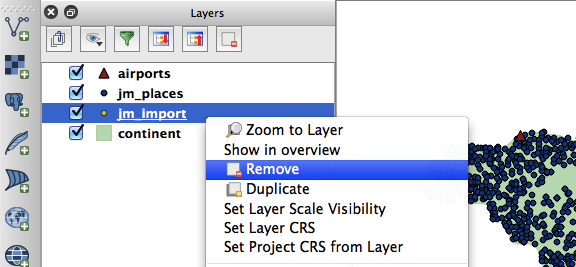 Layers
airports
jm_places
jm_import
continent
Zoom to Layer
Show in overview
Remove
Duplicate
Set Layer Scale Visibility
Set Layer CRS
Set Project CRS from Layer